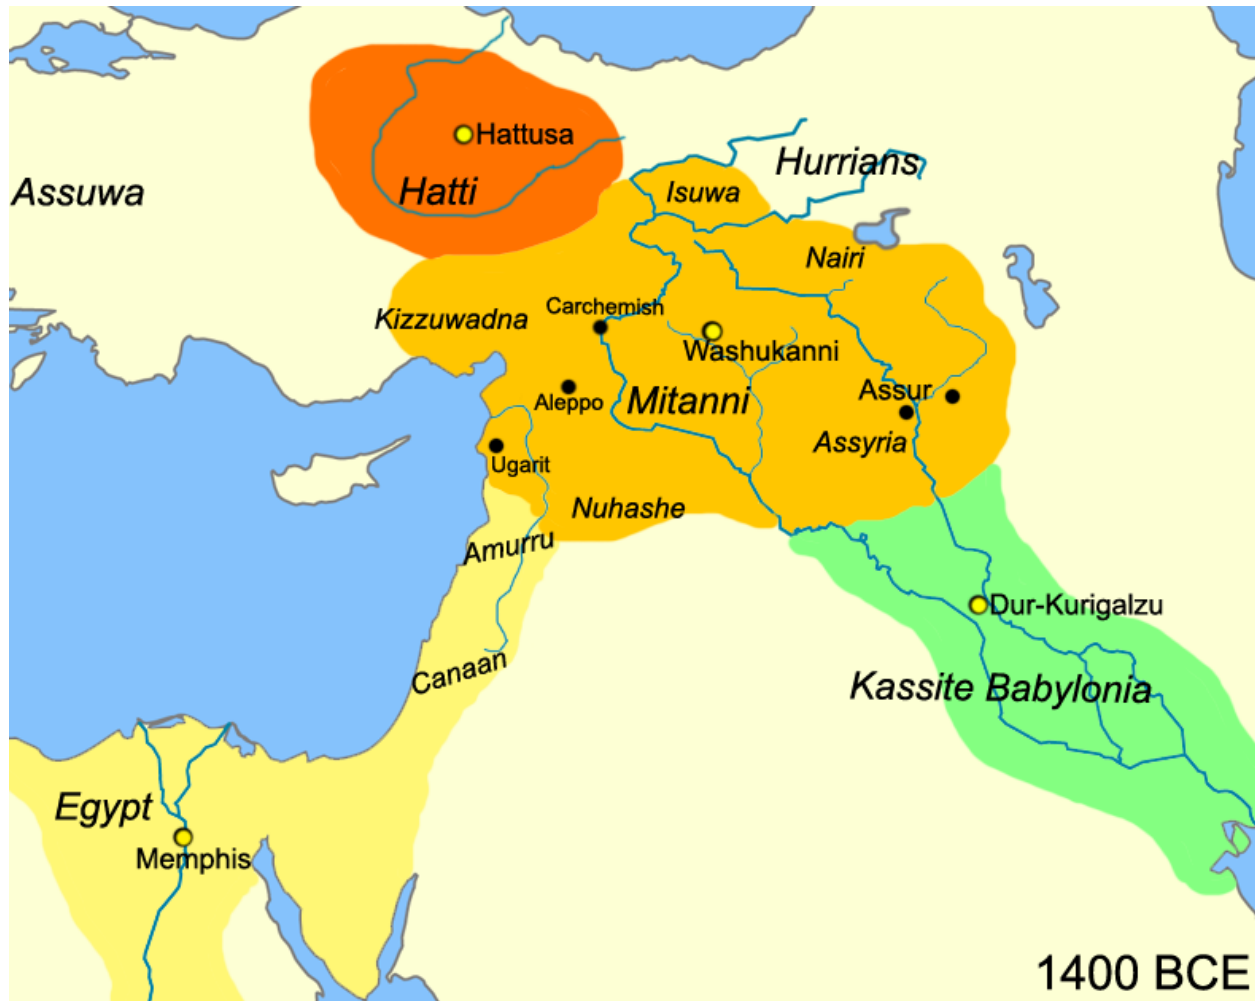 Hattusa
Hurrians
Assuwa
Hatti
Isuwa
Nairi
Carchemish
Kizzuwadna
Washukanni
Aleppo
Mitanni
Assur
Assyria
Ugarit
Nuhashe
Amurru
Dur-Kurigalzu
Canaan
Kassite Babylonia
Egypt
Memphis
1400 BCE